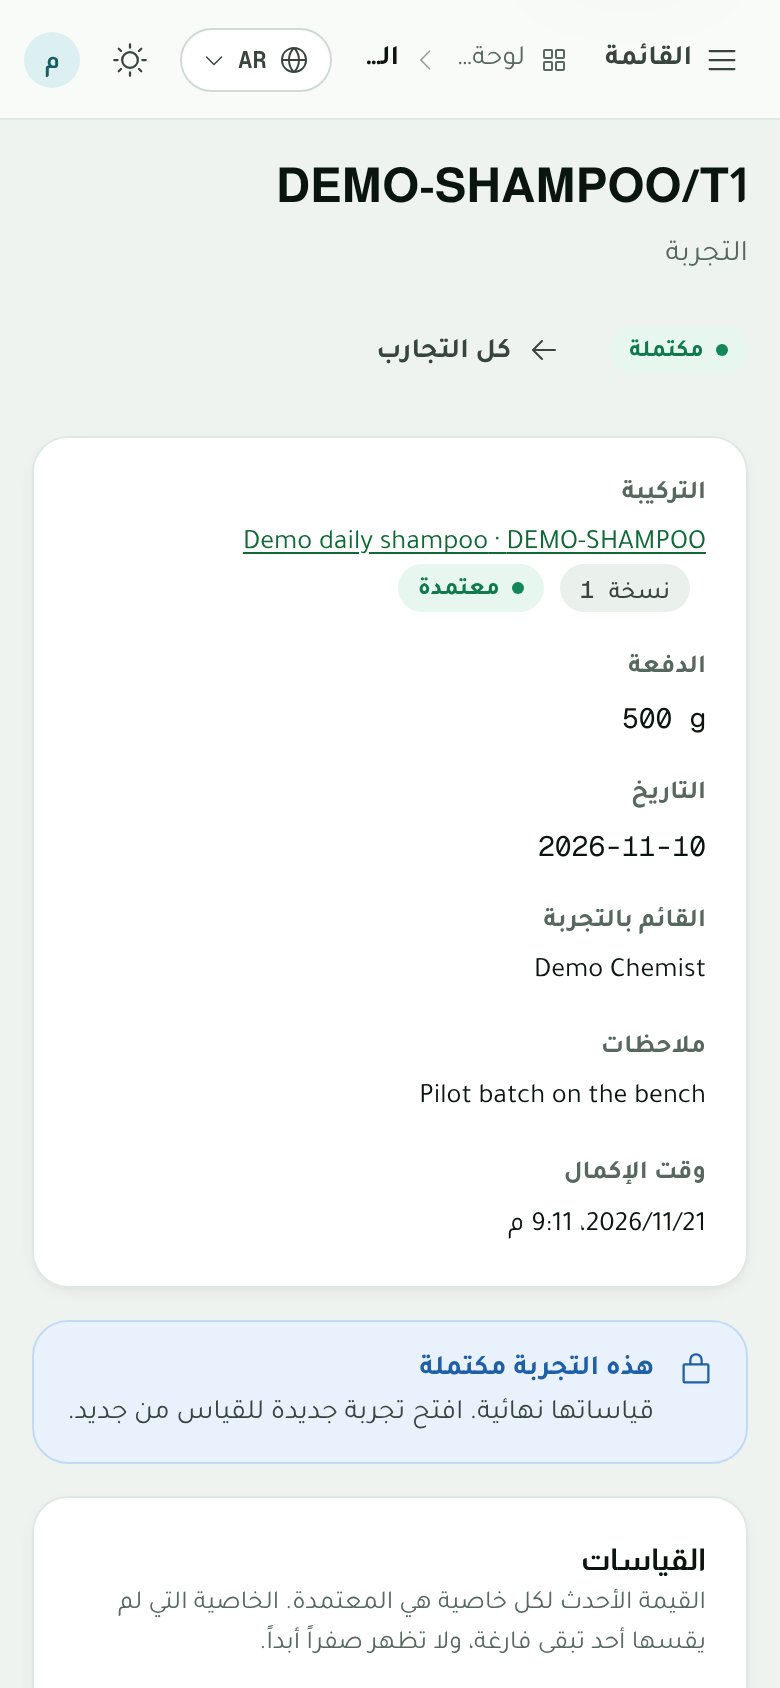 القائمة
لوحة...
الـ...
AR
م
DEMO-SHAMPOO/T1
التجربة
مكتملة
كل التجارب
التركيبة
Demo daily shampoo · DEMO-SHAMPOO
نسخة 1
معتمدة
الدفعة
500 g
التاريخ
2026-11-10
القائم بالتجربة
Demo Chemist
ملاحظات
Pilot batch on the bench
وقت الإكمال
2026/11/21، 9:11 م
هذه التجربة مكتملة
قياساتها نهائية. افتح تجربة جديدة للقياس من جديد.
القياسات
القيمة الأحدث لكل خاصية هي المعتمدة. الخاصية التي لم
يقسها أحد تبقى فارغة، ولا تظهر صفراً أبداً.